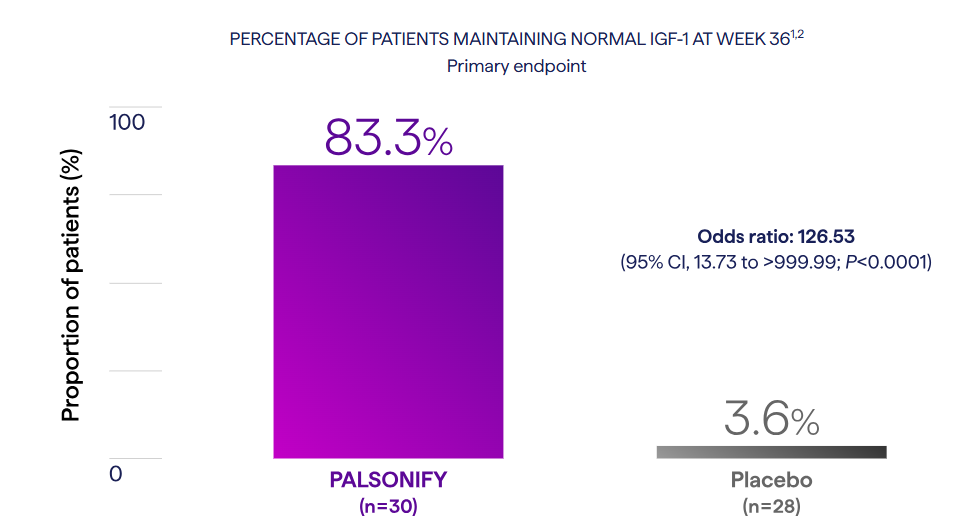 PERCENTAGE OF PATIENTS MAINTAINING NORMAL IGF-1 AT WEEK 36¹,²
Primary endpoint
Proportion of patients (%)
100
0
83.3%
PALSONIFY
(n=30)
Odds ratio: 126.53
(95% CI, 13.73 to >999.99; P<0.0001)
3.6%
Placebo
(n=28)